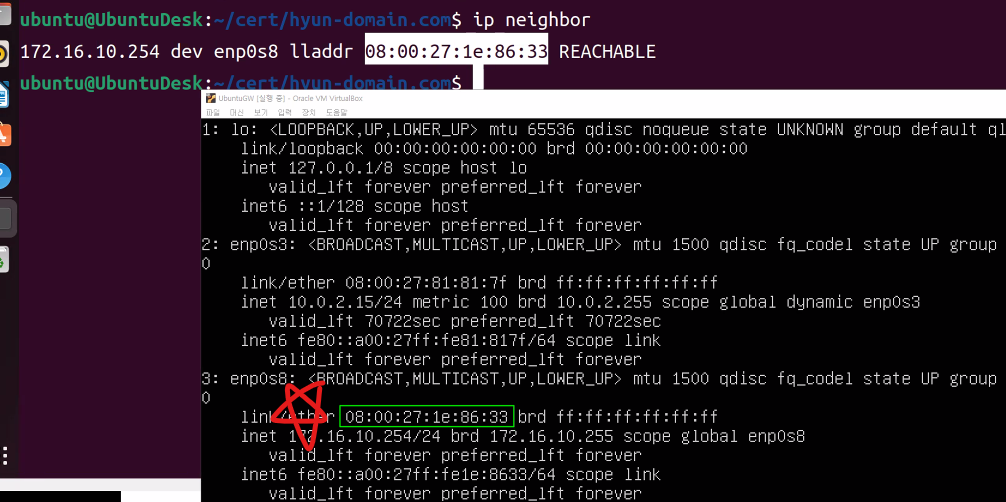 ubuntu@UbuntuDesk:~/cert/hyun-domain.com$ ip neighbor
172.16.10.254 dev enp0s8 lladdr 08:00:27:1e:86:33 REACHABLE
ubuntu@UbuntuDesk:~/cert/hyun-domain.com$
UbuntuGW [실행 중] - Oracle VM VirtualBox
파일 머신 보기 입력 장치 도움말
1: lo: <LOOPBACK,UP,LOWER_UP> mtu 65536 qdisc noqueue state UNKNOWN group default ql
link/loopback 00:00:00:00:00:00 brd 00:00:00:00:00:00
inet 127.0.0.1/8 scope host lo
valid_lft forever preferred_lft forever
inet6 ::1/128 scope host
valid_lft forever preferred_lft forever
2: enp0s3: <BROADCAST,MULTICAST,UP,LOWER_UP> mtu 1500 qdisc fq_codel state UP group
0
link/ether 08:00:27:81:81:7f brd ff:ff:ff:ff:ff:ff
inet 10.0.2.15/24 metric 100 brd 10.0.2.255 scope global dynamic enp0s3
valid_lft 70722sec preferred_lft 70722sec
inet6 fe80::a00:27ff:fe81:817f/64 scope link
valid_lft forever preferred_lft forever
3: enp0s8: <BROADCAST,MULTICAST,UP,LOWER_UP> mtu 1500 qdisc fq_codel state UP group
0
link/ether 08:00:27:1e:86:33 brd ff:ff:ff:ff:ff:ff
inet 172.16.10.254/24 brd 172.16.10.255 scope global enp0s8
valid_lft forever preferred_lft forever
inet6 fe80::a00:27ff:fe1e:8633/64 scope link
valid_lft forever preferred_lft forever